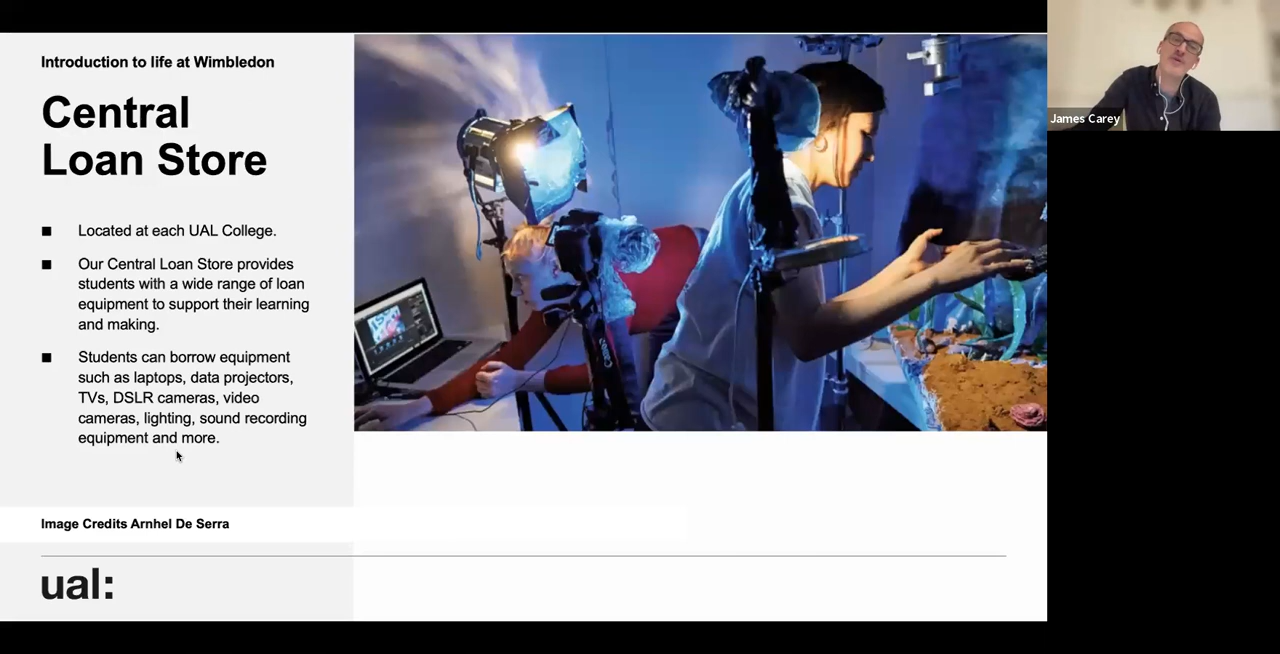 Introduction to life at Wimbledon
Central
Loan Store
■ Located at each UAL College.
■ Our Central Loan Store provides
students with a wide range of loan
equipment to support their learning
and making.
■ Students can borrow equipment
such as laptops, data projectors,
TVs, DSLR cameras, video
cameras, lighting, sound recording
equipment and more.
Image Credits Arnhel De Serra
ual:
James Carey